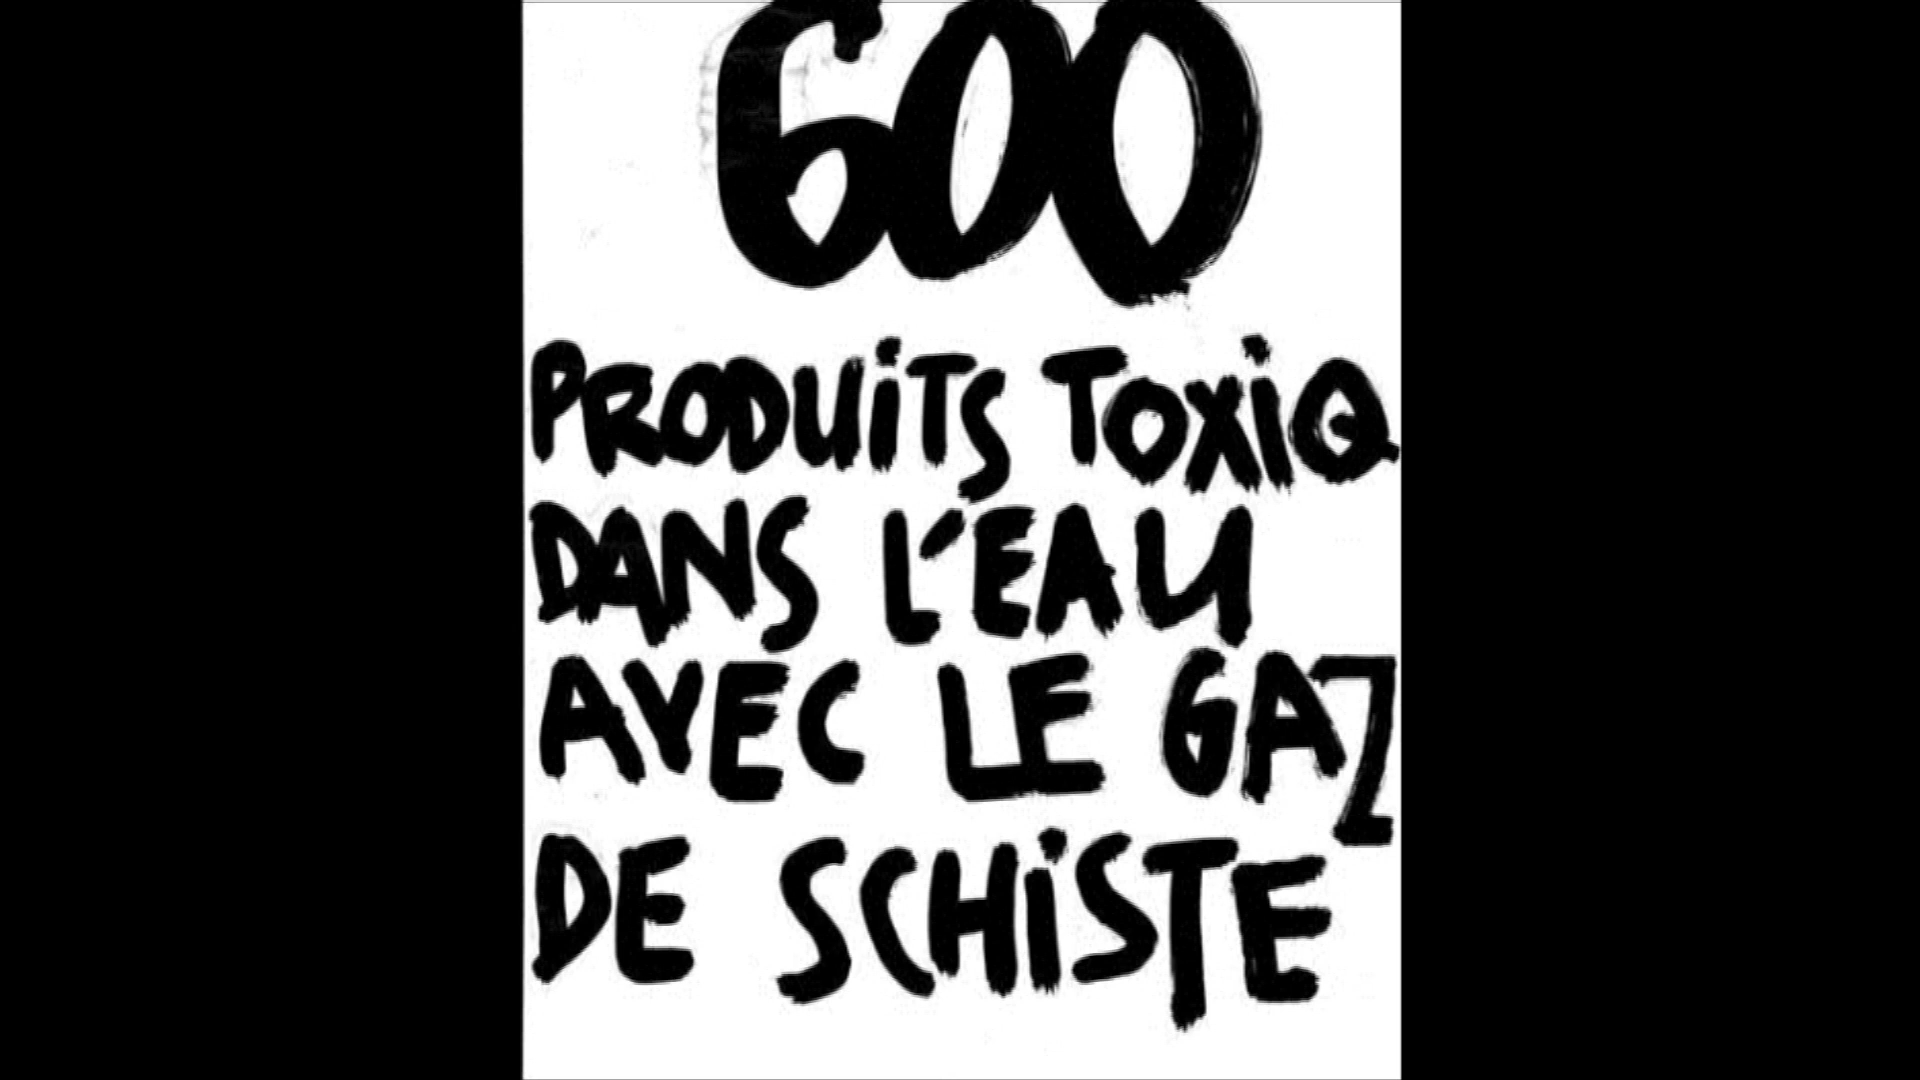 600
PRODUiTS TOXiQ
DANS L'EAU
AVEC LE GAZ
DE SCHiSTE